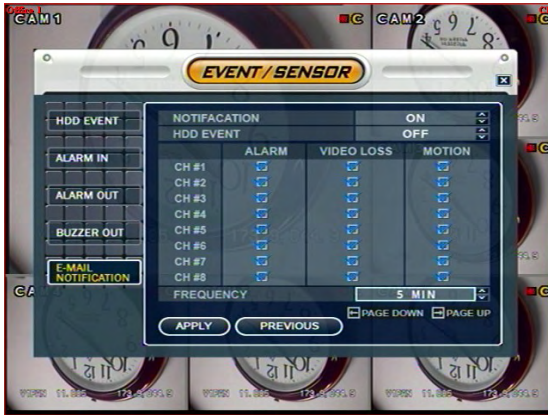 Office 1
CAM1
C
CAM2
C
EVENT/SENSOR
HDD EVENT
ALARM IN
ALARM OUT
BUZZER OUT
E-MAIL NOTIFICATION
NOTIFACATION ON
HDD EVENT OFF
ALARM VIDEO LOSS MOTION
CH #1
CH #2
CH #3
CH #4
CH #5
CH #6
CH #7
CH #8
FREQUENCY 5 MIN
PAGE DOWN PAGE UP
APPLY PREVIOUS